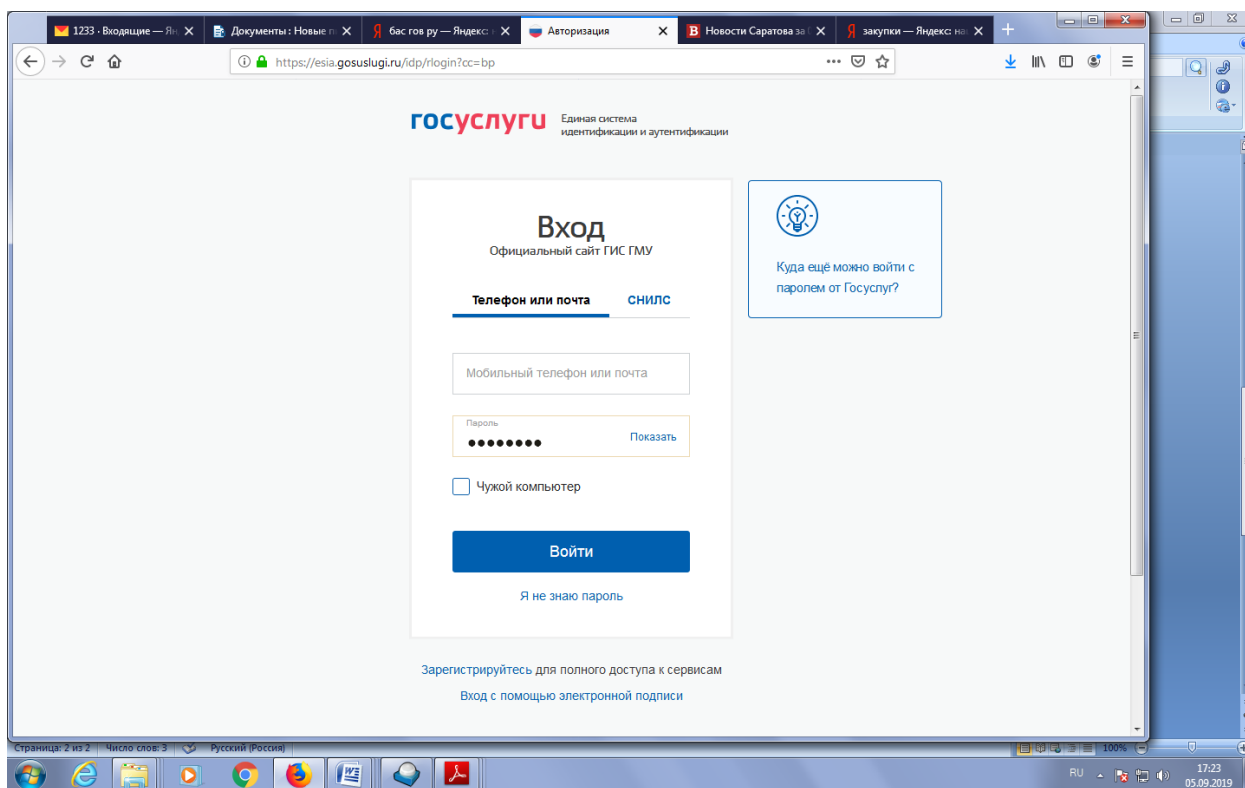 1233 · Входящие — Ян
Документы : Новые п
бас гов ру — Яндекс: н
Авторизация
Новости Саратова за
закупки — Яндекс: на
https://esia.gosuslugi.ru/idp/rlogin?cc=bp
госуслуги
Единая система
идентификации и аутентификации
Вход
Официальный сайт ГИС ГМУ
Телефон или почта СНИЛС
Куда ещё можно войти с
паролем от Госуслуг?
Мобильный телефон или почта
Пароль
Показать
Чужой компьютер
Войти
Я не знаю пароль
Зарегистрируйтесь для полного доступа к сервисам
Вход с помощью электронной подписи
Страница: 2 из 2 Число слов: 3 Русский (Россия) 100%
RU 17:23
05.09.2019